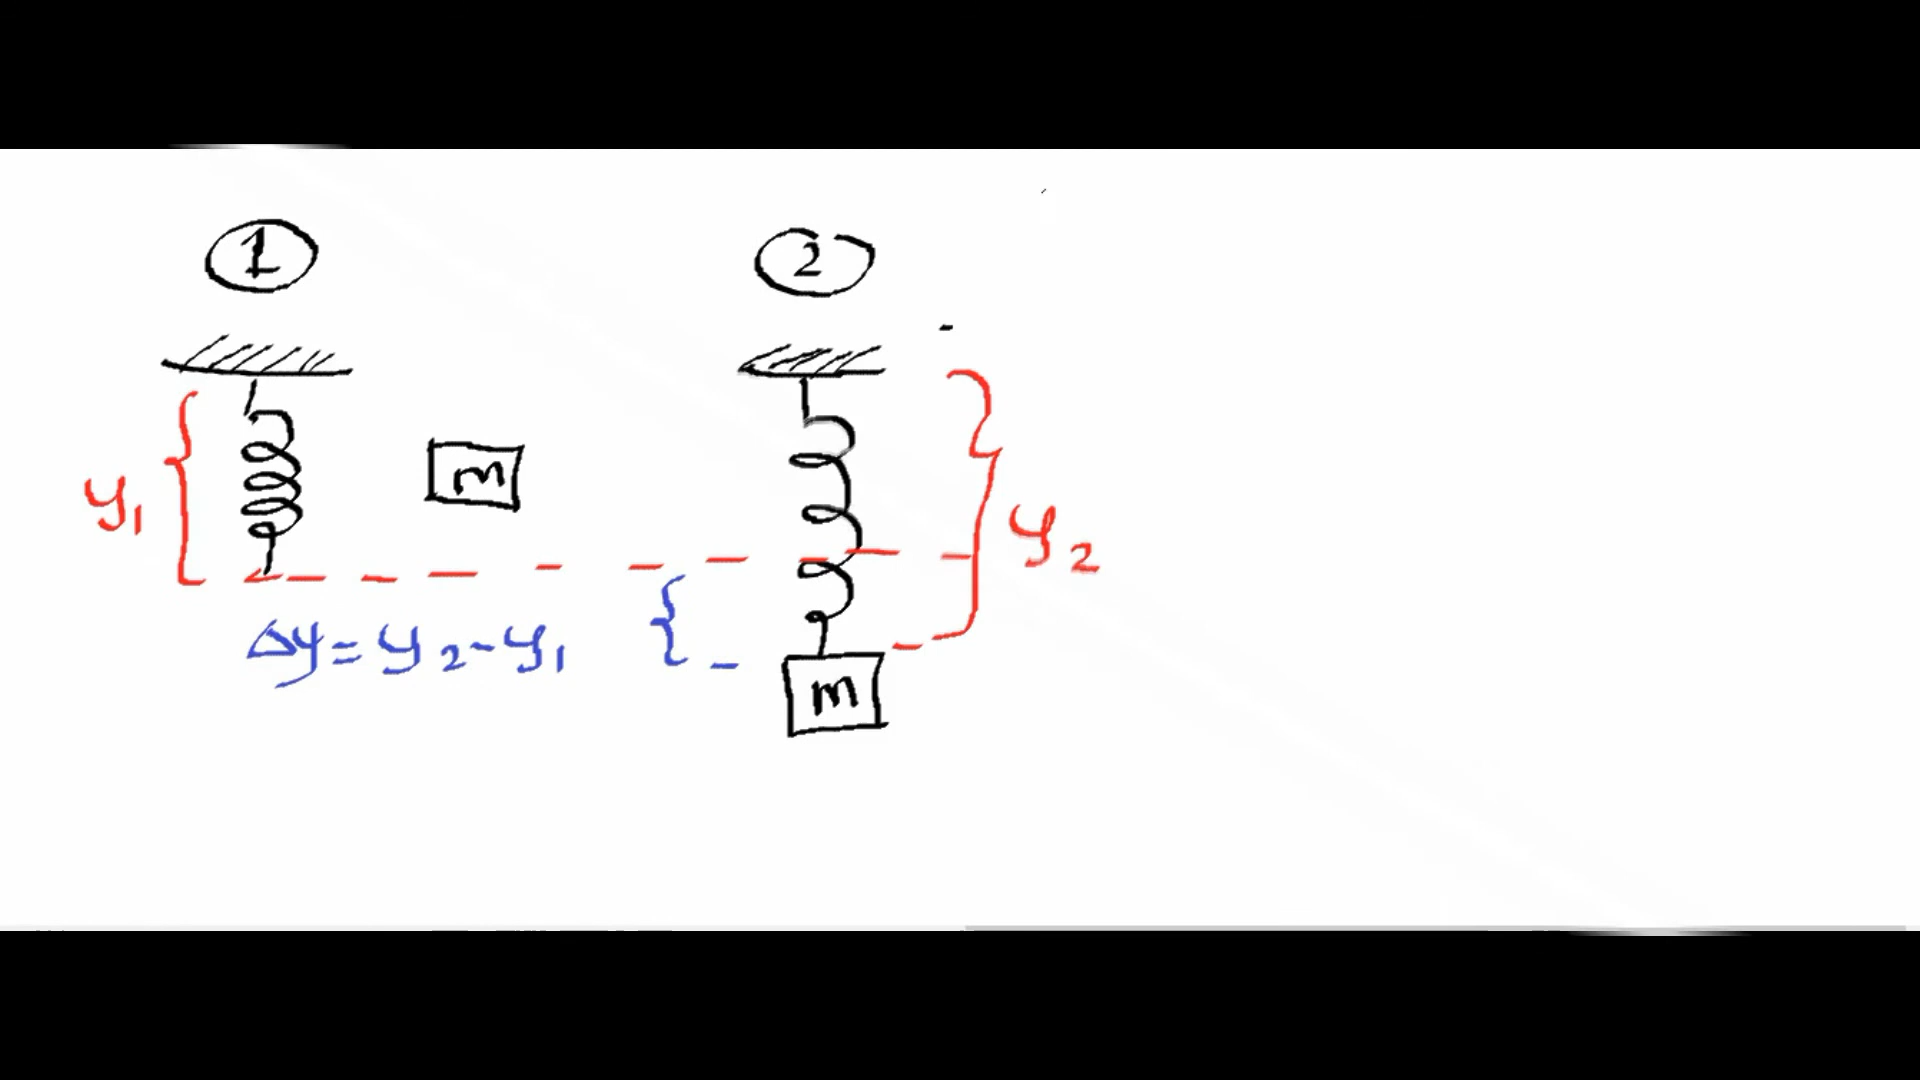 1
2
m
y₁
y₂
Δy = y₂ - y₁
m